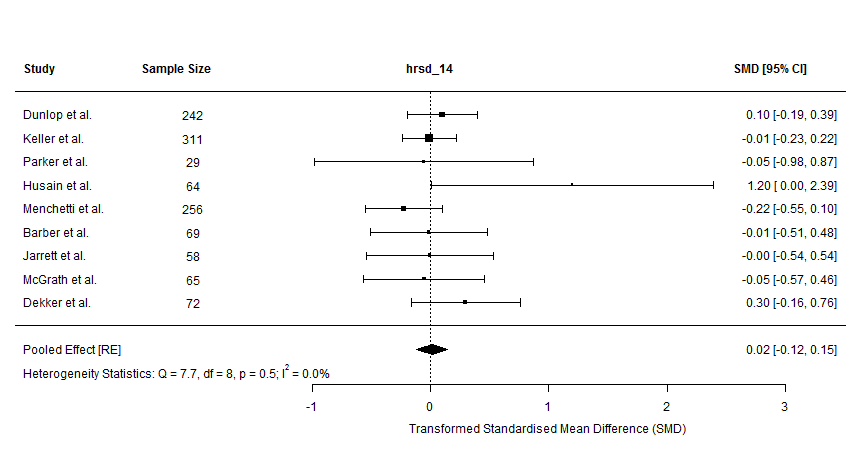 Study Sample Size hrsd_14 SMD [95% CI]
Dunlop et al. 242 0.10 [-0.19, 0.39]
Keller et al. 311 -0.01 [-0.23, 0.22]
Parker et al. 29 -0.05 [-0.98, 0.87]
Husain et al. 64 1.20 [ 0.00, 2.39]
Menchetti et al. 256 -0.22 [-0.55, 0.10]
Barber et al. 69 -0.01 [-0.51, 0.48]
Jarrett et al. 58 -0.00 [-0.54, 0.54]
McGrath et al. 65 -0.05 [-0.57, 0.46]
Dekker et al. 72 0.30 [-0.16, 0.76]
Pooled Effect [RE] 0.02 [-0.12, 0.15]
Heterogeneity Statistics: Q = 7.7, df = 8, p = 0.5; I² = 0.0%
-1 0 1 2 3
Transformed Standardised Mean Difference (SMD)